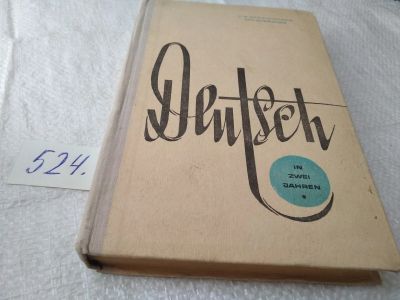 Deutsch
IN
ZWEI
JAHREN
524.